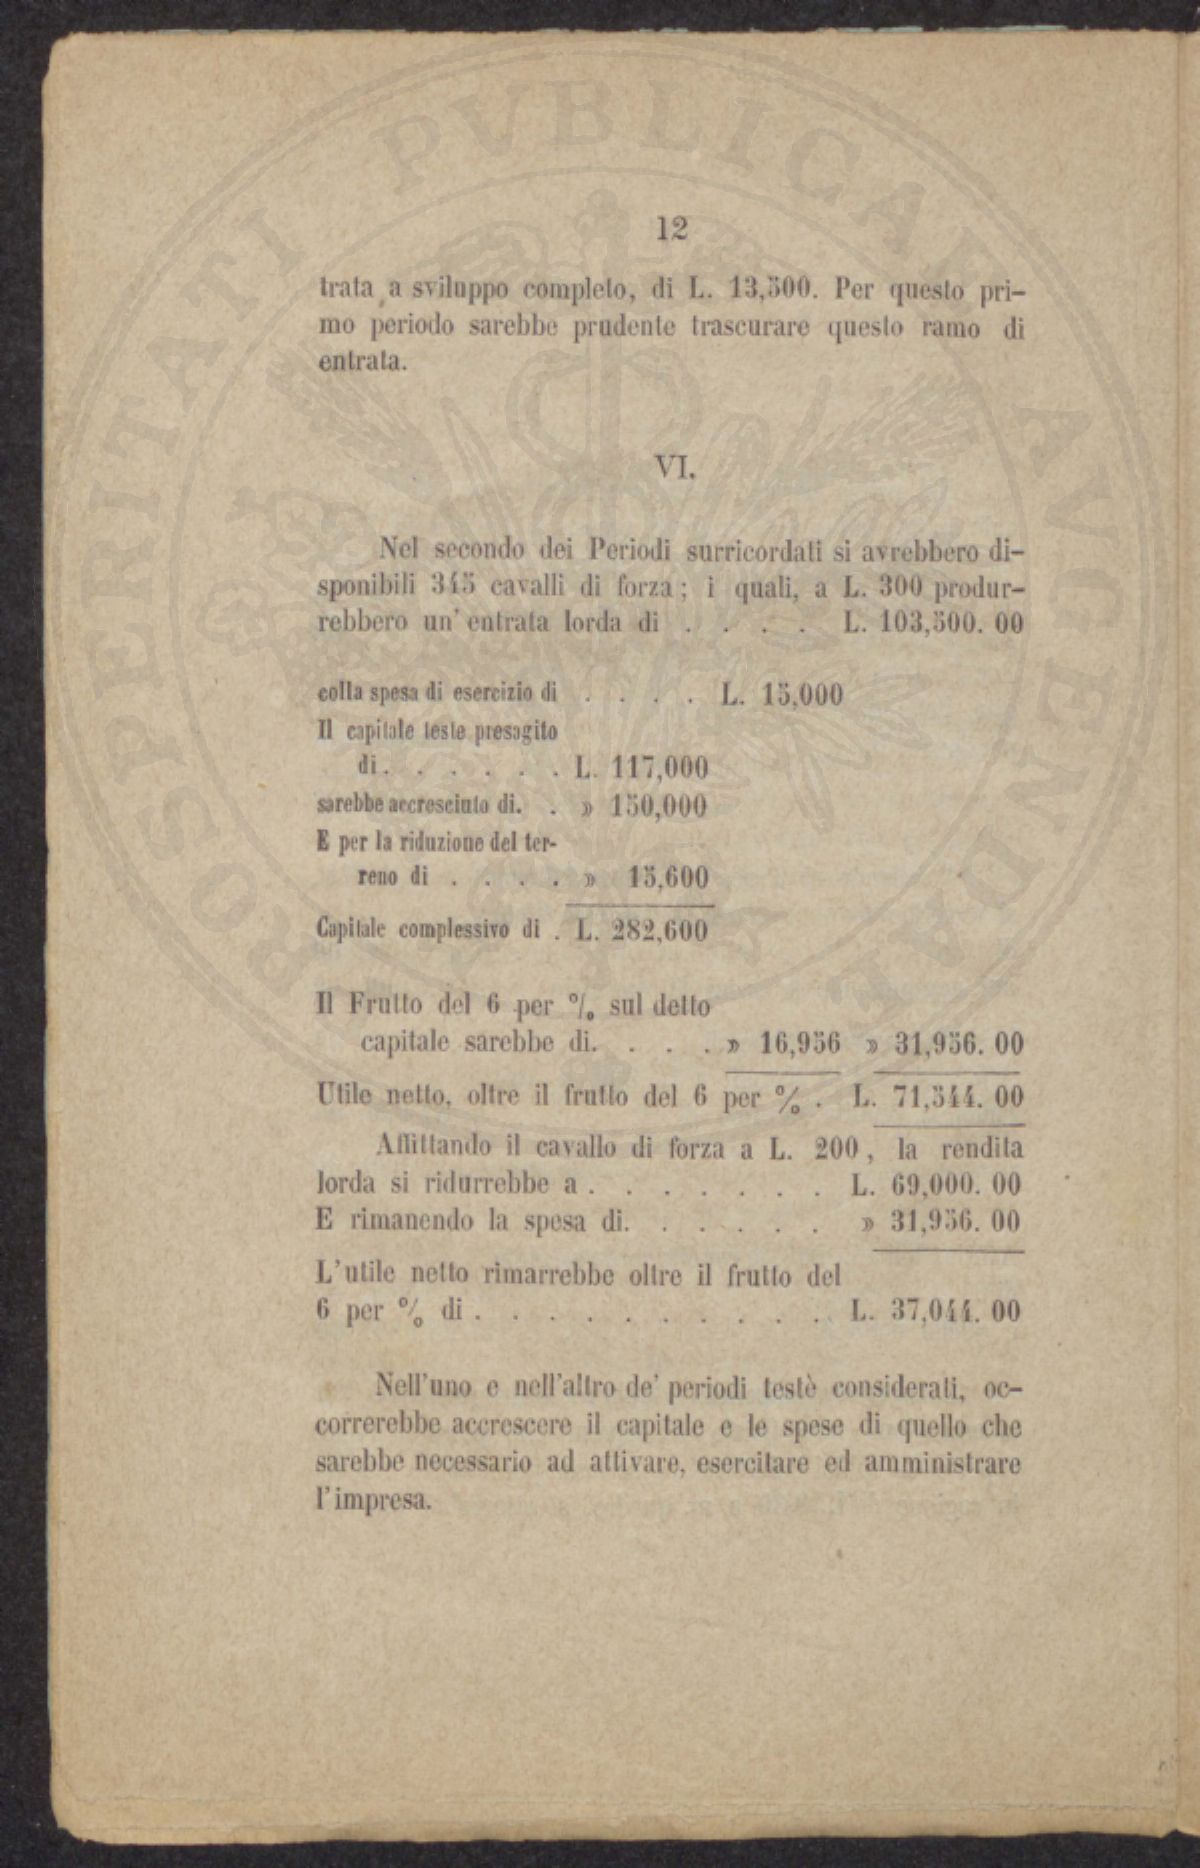 PROSPERITATI PVBLICAE AVGENDAE
12
trata a sviluppo completo, di L. 13,500. Per questo pri-
mo periodo sarebbe prudente trascurare questo ramo di
entrata.
VI.
Nel secondo dei Periodi surricordati si avrebbero di-
sponibili 345 cavalli di forza; i quali, a L. 300 produr-
rebbero un' entrata lorda di . . . . L. 103,500. 00
colla spesa di esercizio di . . . . L. 15,000
Il capitale teste presagito
di. . . . . . L. 117,000
sarebbe accresciuto di. . » 150,000
E per la riduzione del ter-
reno di . . . . » 15,600
Capitale complessivo di . L. 282,600
Il Frutto del 6 per % sul detto
capitale sarebbe di. . . . » 16,956 » 31,956. 00
Utile netto, oltre il frutto del 6 per % . L. 71,544. 00
Affittando il cavallo di forza a L. 200, la rendita
lorda si ridurrebbe a . . . . . . . L. 69,000. 00
E rimanendo la spesa di. . . . . . » 31,956. 00
L'utile netto rimarrebbe oltre il frutto del
6 per % di . . . . . . . . . . L. 37,044. 00
Nell'uno e nell'altro de' periodi testè considerati, oc-
correrebbe accrescere il capitale e le spese di quello che
sarebbe necessario ad attivare, esercitare ed amministrare
l'impresa.